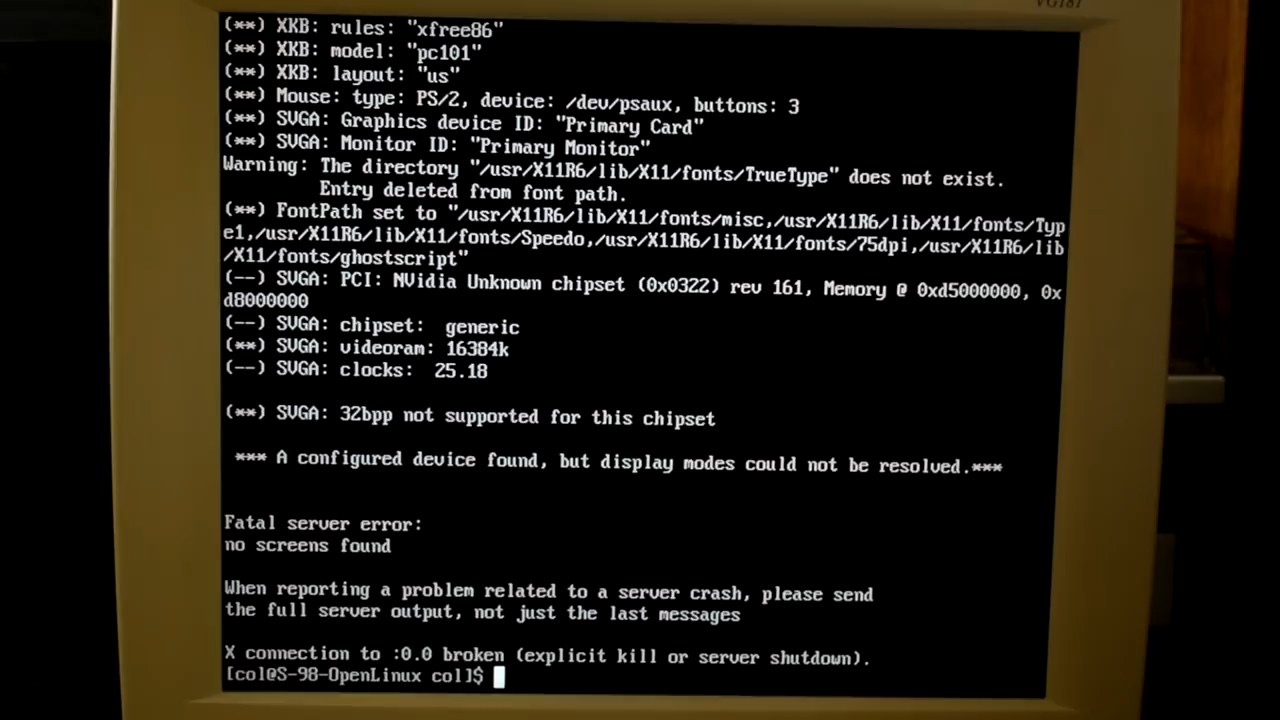 VG181
(**) XKB: rules: "xfree86"
(**) XKB: model: "pc101"
(**) XKB: layout: "us"
(**) Mouse: type: PS/2, device: /dev/psaux, buttons: 3
(**) SVGA: Graphics device ID: "Primary Card"
(**) SVGA: Monitor ID: "Primary Monitor"
Warning: The directory "/usr/X11R6/lib/X11/fonts/TrueType" does not exist.
Entry deleted from font path.
(**) FontPath set to "/usr/X11R6/lib/X11/fonts/misc,/usr/X11R6/lib/X11/fonts/Typ
e1,/usr/X11R6/lib/X11/fonts/Speedo,/usr/X11R6/lib/X11/fonts/75dpi,/usr/X11R6/lib
/X11/fonts/ghostscript"
(--) SVGA: PCI: NVidia Unknown chipset (0x0322) rev 161, Memory @ 0xd5000000, 0x
d8000000
(--) SVGA: chipset:  generic
(**) SVGA: videoram: 16384k
(--) SVGA: clocks:  25.18
(**) SVGA: 32bpp not supported for this chipset
*** A configured device found, but display modes could not be resolved.***
Fatal server error:
no screens found
When reporting a problem related to a server crash, please send
the full server output, not just the last messages
X connection to :0.0 broken (explicit kill or server shutdown).
[col@S-98-OpenLinux col]$